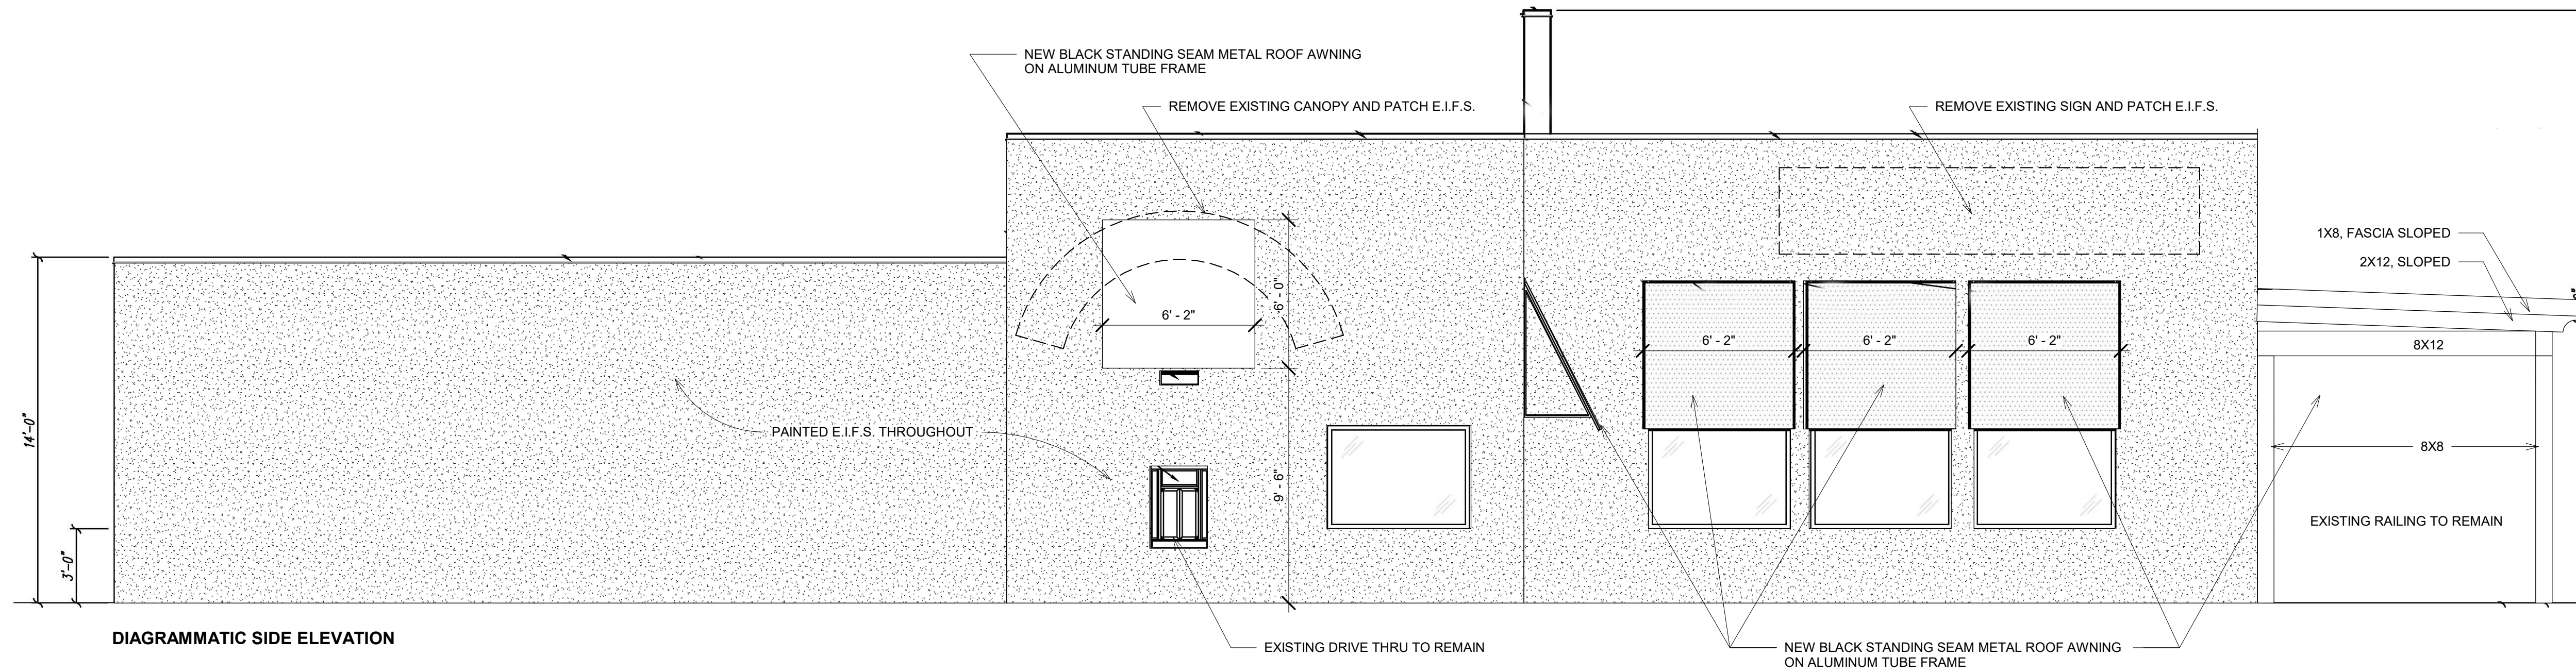 NEW BLACK STANDING SEAM METAL ROOF AWNING
ON ALUMINUM TUBE FRAME
REMOVE EXISTING CANOPY AND PATCH E.I.F.S.
REMOVE EXISTING SIGN AND PATCH E.I.F.S.
1X8, FASCIA SLOPED
2X12, SLOPED
6' - 0"
6' - 2"
6' - 2"
6' - 2"
6' - 2"
8X12
14'-0"
PAINTED E.I.F.S. THROUGHOUT
8X8
9' - 6"
EXISTING RAILING TO REMAIN
3'-0"
DIAGRAMMATIC SIDE ELEVATION
EXISTING DRIVE THRU TO REMAIN
NEW BLACK STANDING SEAM METAL ROOF AWNING
ON ALUMINUM TUBE FRAME